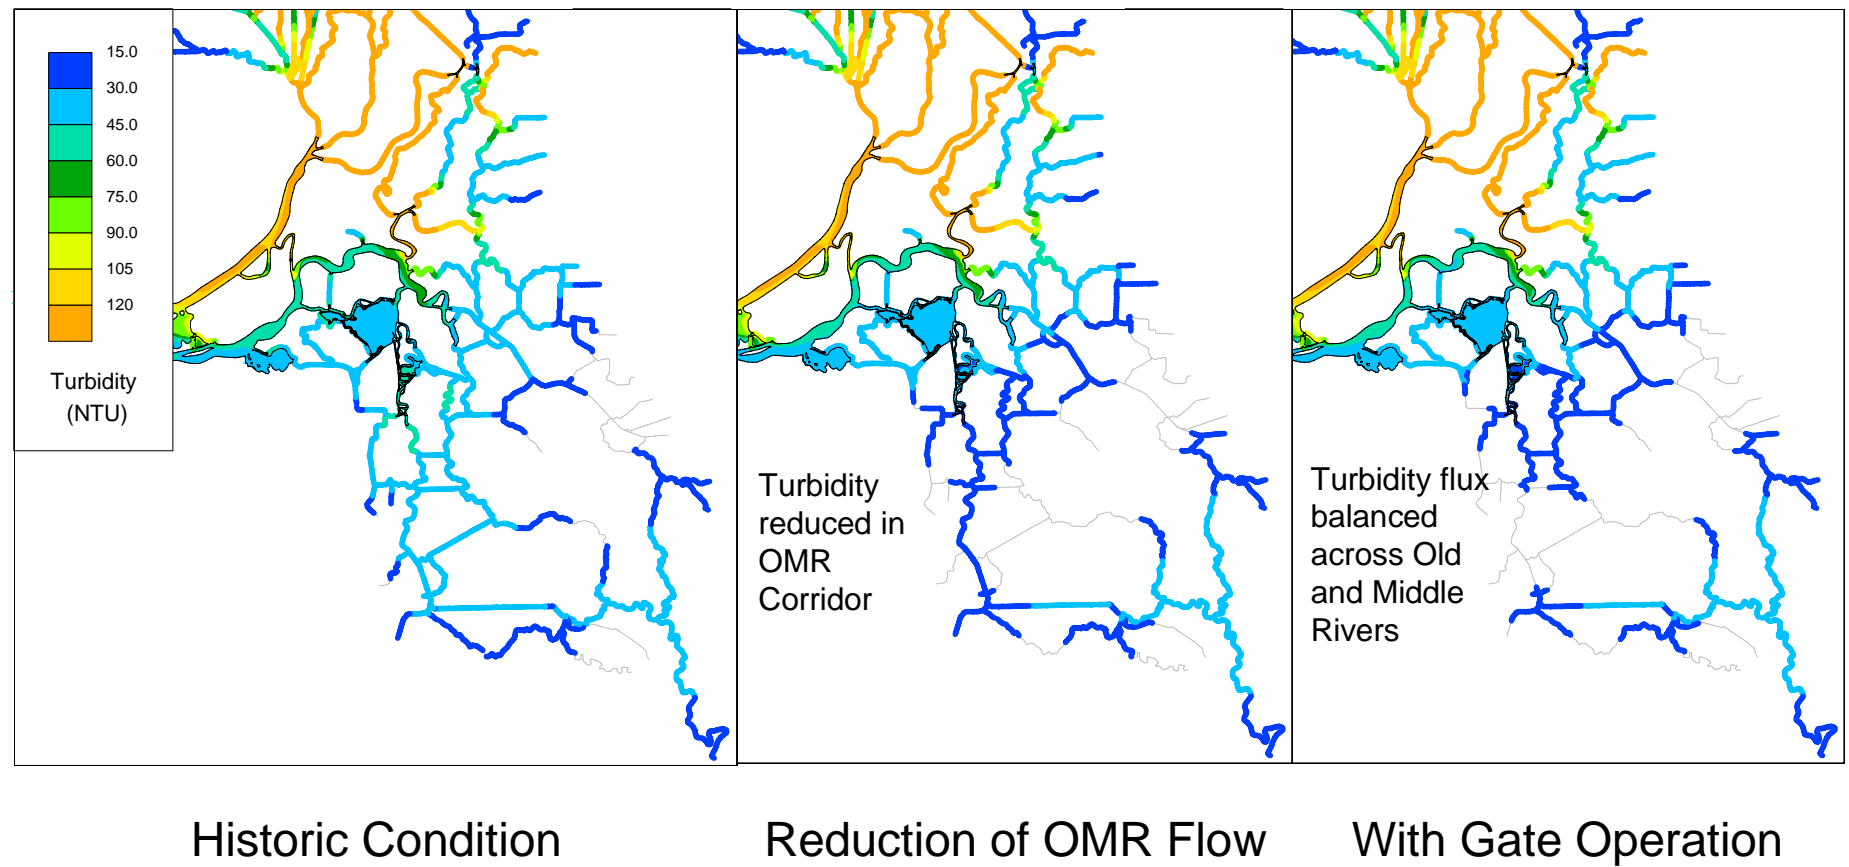 15.0
30.0
45.0
60.0
75.0
90.0
105
120
Turbidity
(NTU)
Turbidity
reduced in
OMR
Corridor
Turbidity flux
balanced
across Old
and Middle
Rivers
Historic Condition
Reduction of OMR Flow
With Gate Operation